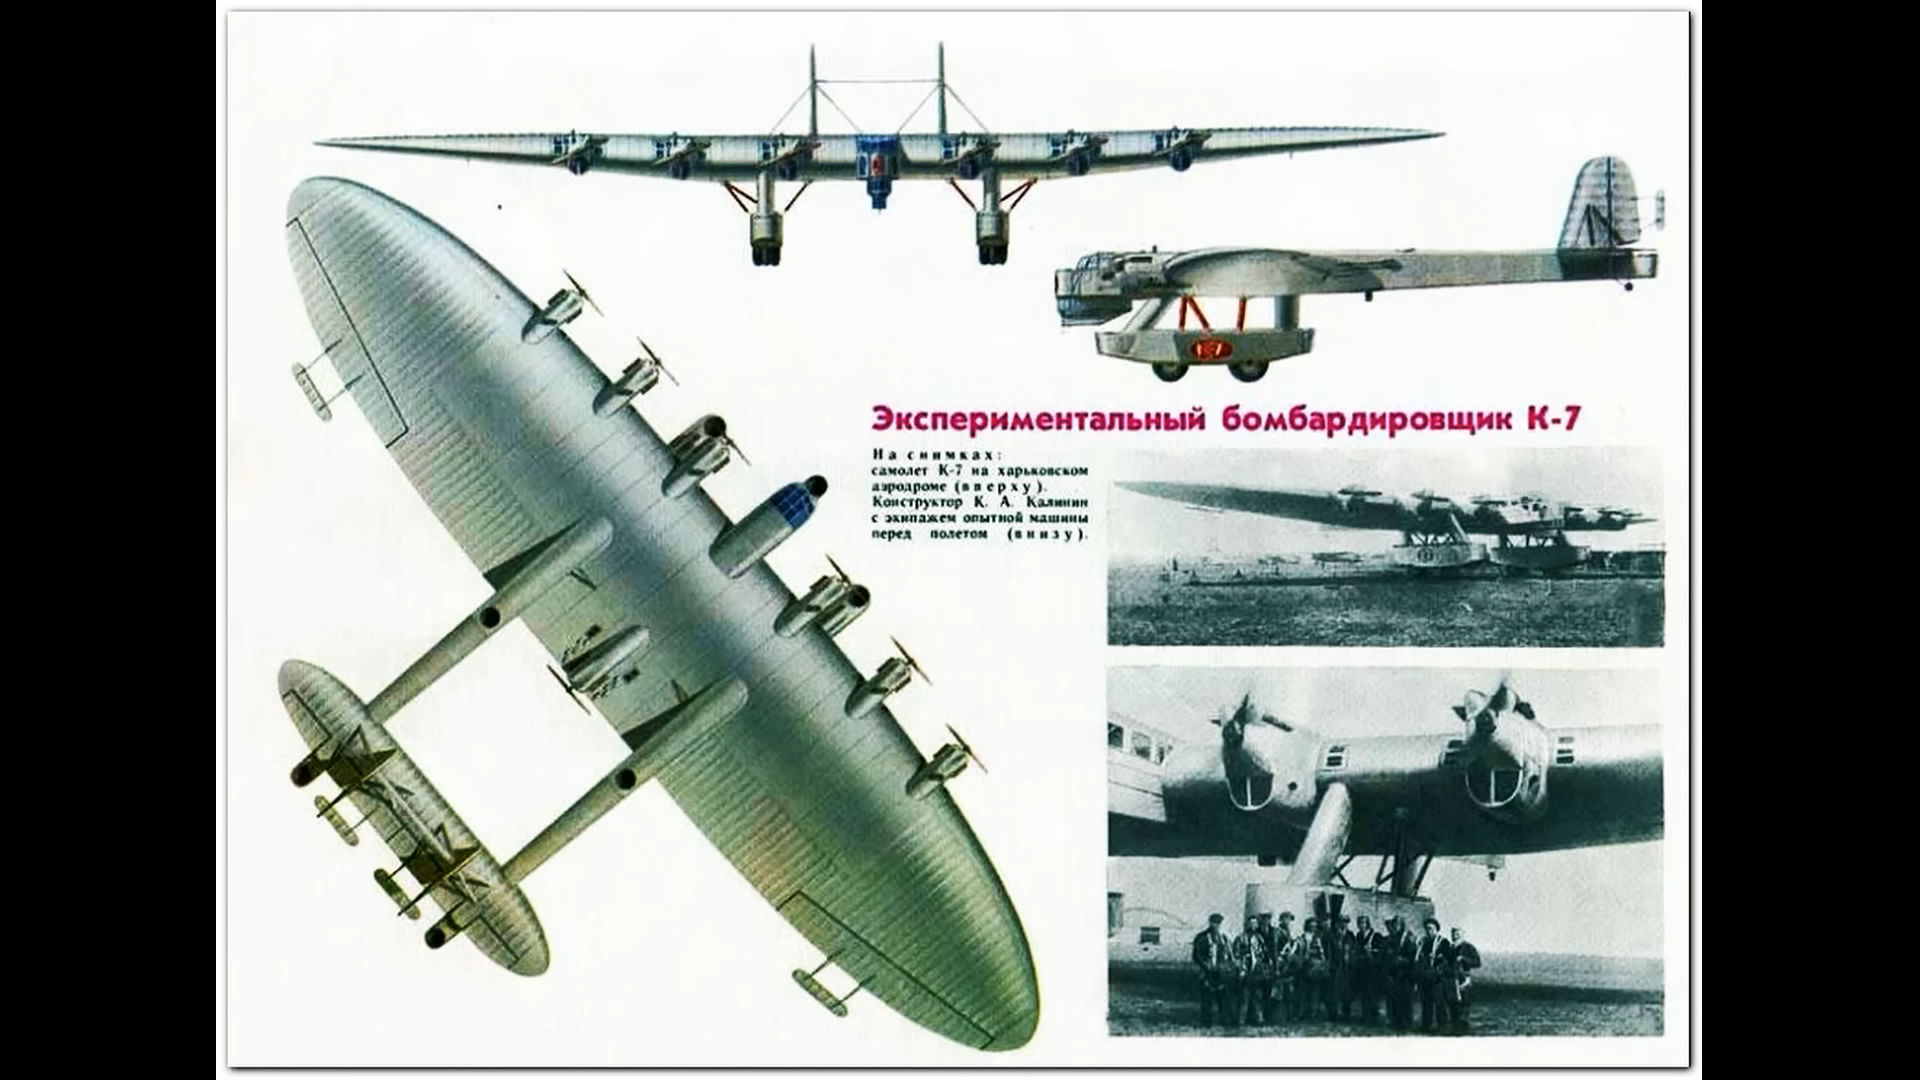 Экспериментальный бомбардировщик К-7
На снимках:
самолет К-7 на харьковском
аэродроме (вверху).
Конструктор К. А. Калинин
с экипажем опытной машины
перед полетом (внизу).
К-7